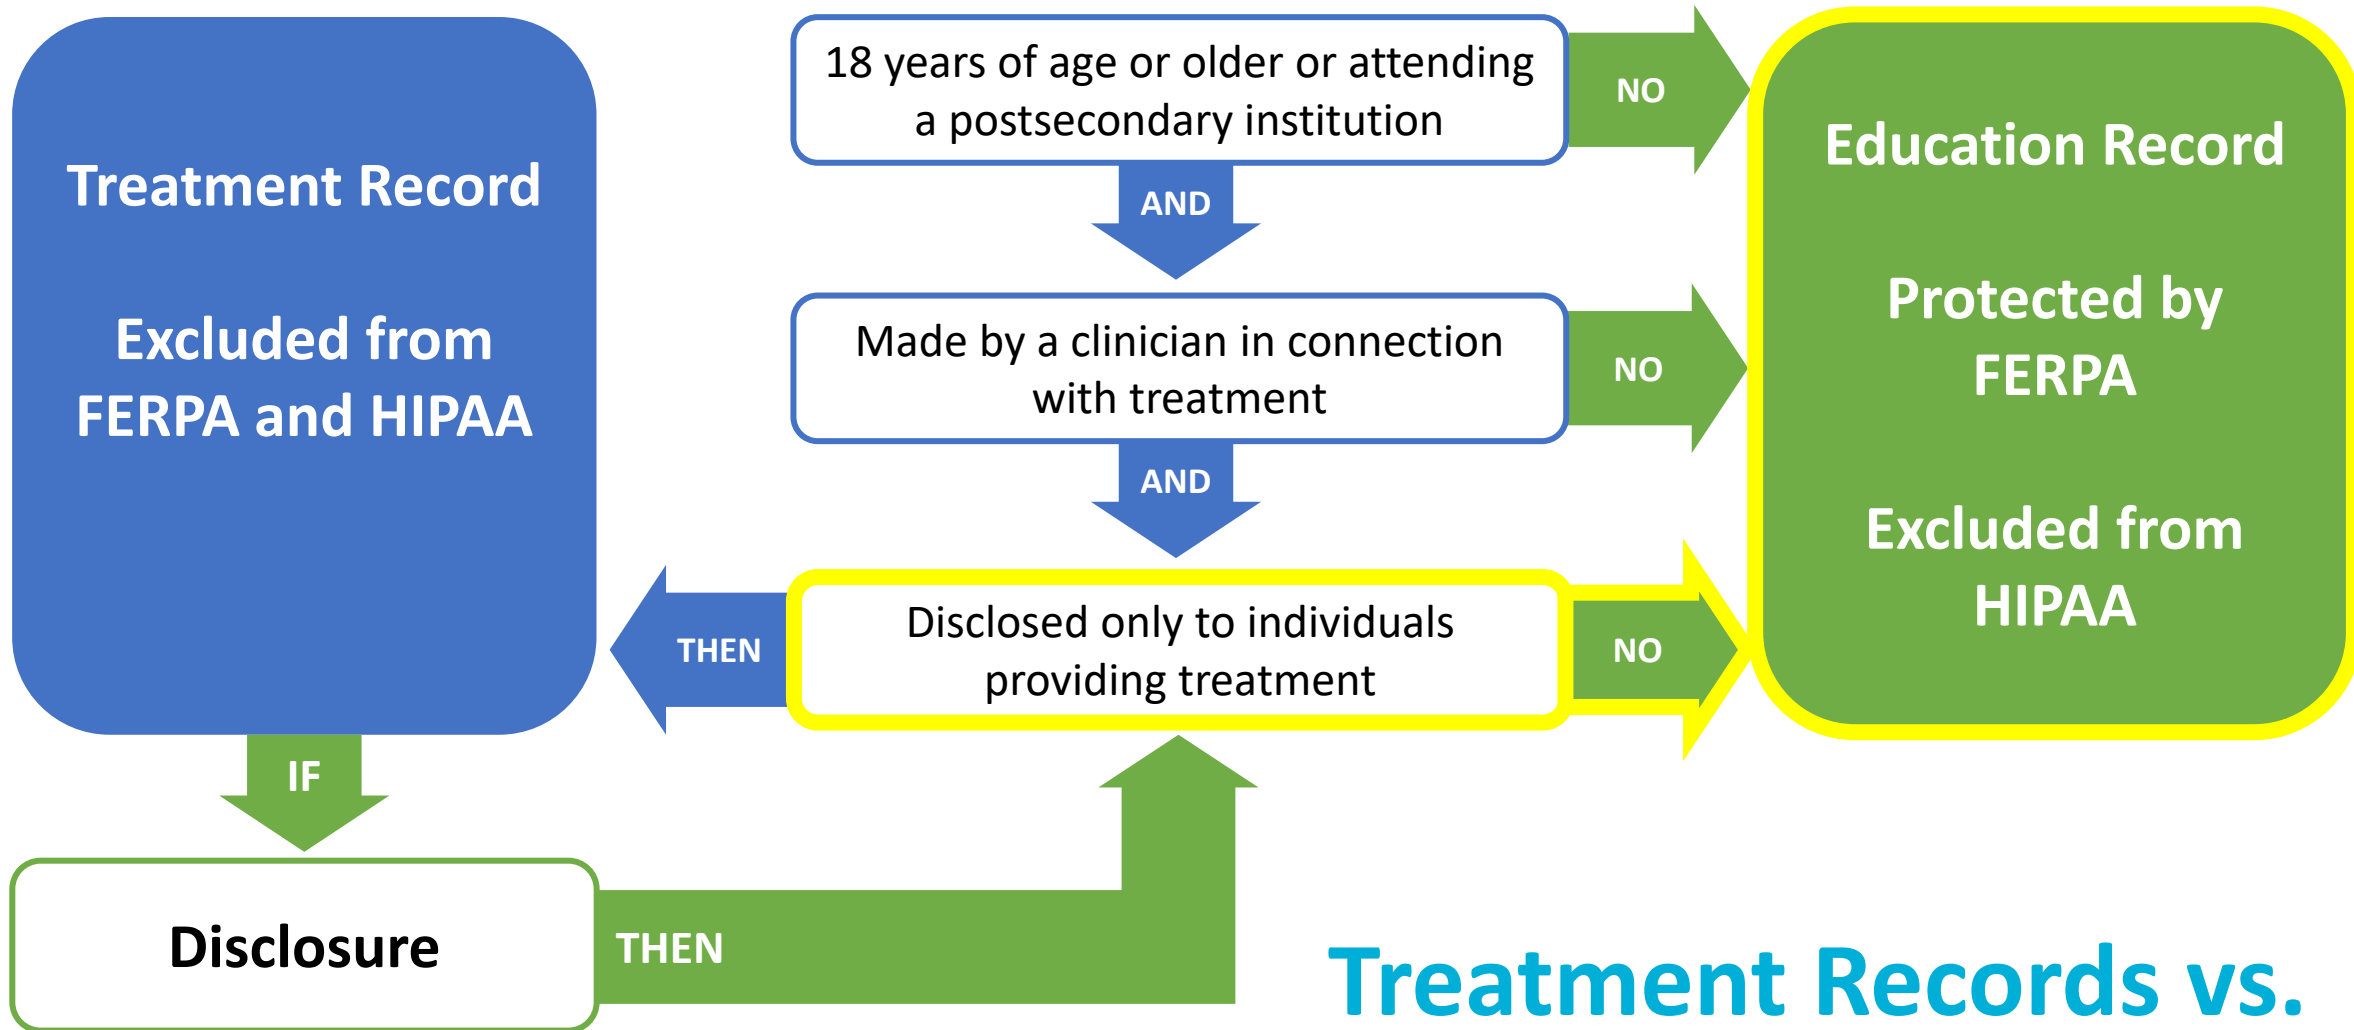 Treatment Record
Excluded from
FERPA and HIPAA
18 years of age or older or attending
a postsecondary institution
NO
AND
Made by a clinician in connection
with treatment
NO
AND
Disclosed only to individuals
providing treatment
NO
THEN
Education Record
Protected by
FERPA
Excluded from
HIPAA
IF
Disclosure
THEN
Treatment Records vs.